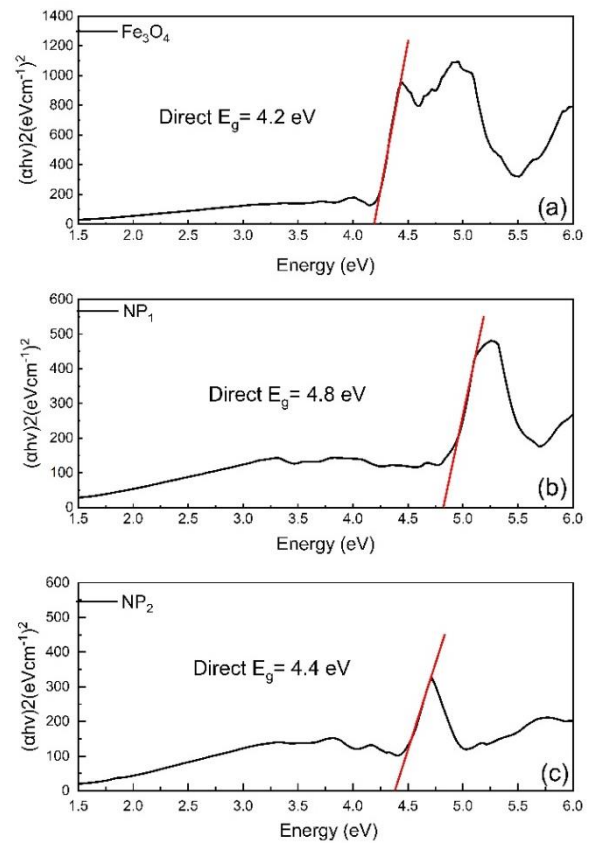 Fe₃O₄
1400
1200
1000
800
600
400
200
0
(αhv)2(eVcm⁻¹)²
Direct E_g= 4.2 eV
(a)
1.5 2.0 2.5 3.0 3.5 4.0 4.5 5.0 5.5 6.0
Energy (eV)
NP₁
600
500
400
300
200
100
0
(αhv)2(eVcm⁻¹)²
Direct E_g= 4.8 eV
(b)
1.5 2.0 2.5 3.0 3.5 4.0 4.5 5.0 5.5 6.0
Energy (eV)
NP₂
600
500
400
300
200
100
0
(αhv)2(eVcm⁻¹)²
Direct E_g= 4.4 eV
(c)
1.5 2.0 2.5 3.0 3.5 4.0 4.5 5.0 5.5 6.0
Energy (eV)